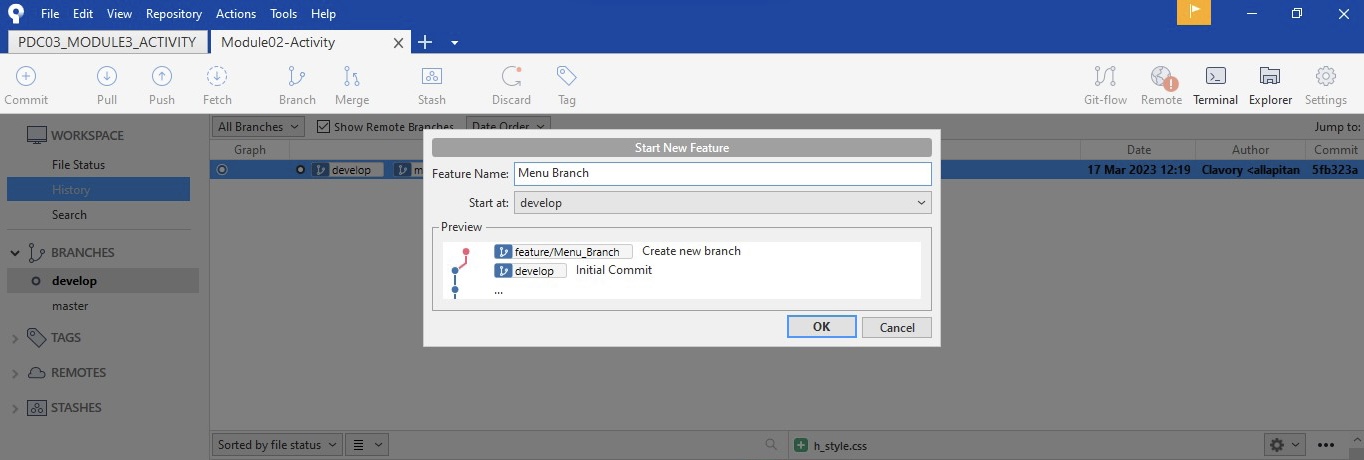 File Edit View Repository Actions Tools Help
PDC03_MODULE3_ACTIVITY Module02-Activity
Commit Pull Push Fetch Branch Merge Stash Discard Tag Git-flow Remote Terminal Explorer Settings
WORKSPACE
File Status
History
Search
BRANCHES
develop
master
TAGS
REMOTES
STASHES
All Branches Show Remote Branches Date Order Jump to:
Graph Date Author Commit
develop m 17 Mar 2023 12:19 Clavory <allapitan 5fb323a
Start New Feature
Feature Name: Menu Branch
Start at: develop
Preview
feature/Menu_Branch Create new branch
develop Initial Commit
...
OK Cancel
Sorted by file status h_style.css